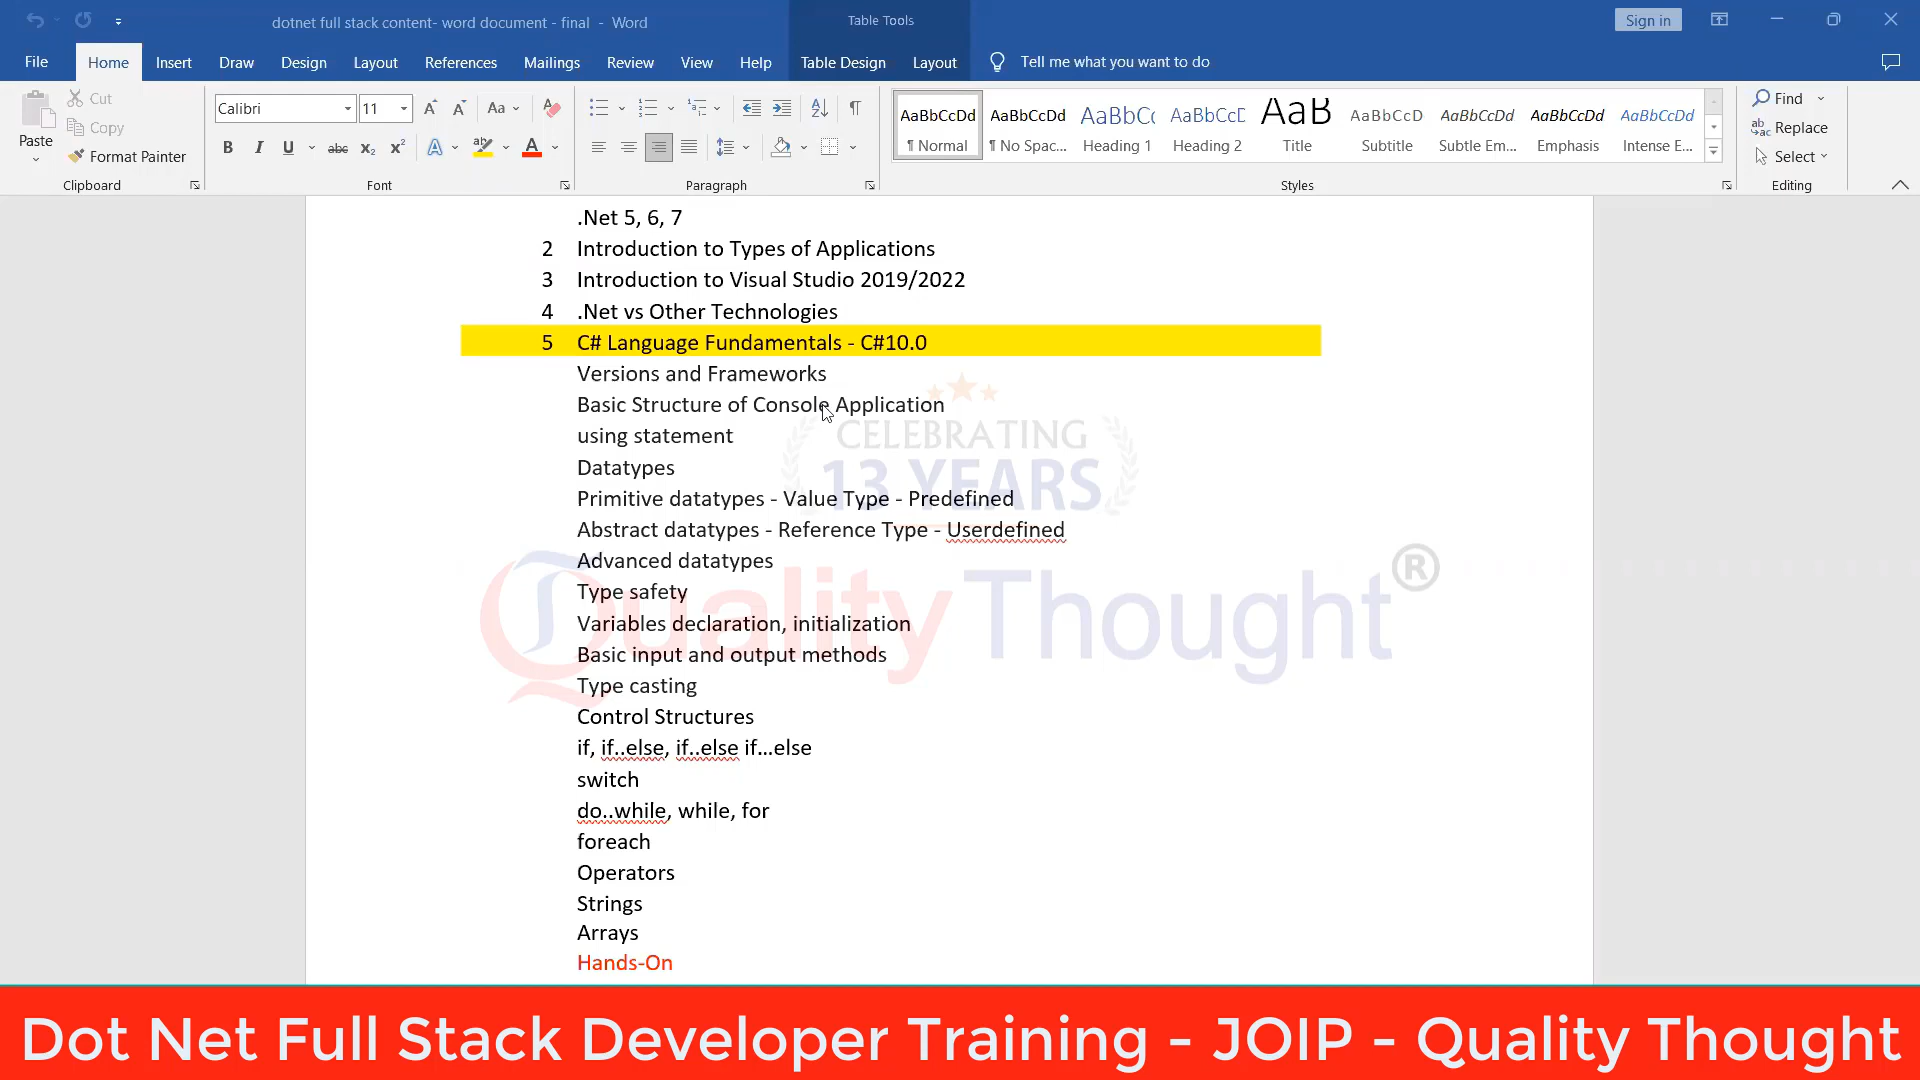 dotnet full stack content- word document - final - Word
Table Tools
Sign in
File
Home
Insert
Draw
Design
Layout
References
Mailings
Review
View
Help
Table Design
Layout
Tell me what you want to do
Paste
Cut
Copy
Format Painter
Clipboard
Calibri
11
Font
Paragraph
AaBbCcDd
¶ Normal
AaBbCcDd
¶ No Spac...
AaBbCc
Heading 1
AaBbCcD
Heading 2
AaB
Title
AaBbCcD
Subtitle
AaBbCcDd
Subtle Em...
AaBbCcDd
Emphasis
AaBbCcDd
Intense E...
Styles
Find
Replace
Select
Editing
.Net 5, 6, 7
2 Introduction to Types of Applications
3 Introduction to Visual Studio 2019/2022
4 .Net vs Other Technologies
5 C# Language Fundamentals - C#10.0
Versions and Frameworks
Basic Structure of Console Application
using statement
Datatypes
Primitive datatypes - Value Type - Predefined
Abstract datatypes - Reference Type - Userdefined
Advanced datatypes
Type safety
Variables declaration, initialization
Basic input and output methods
Type casting
Control Structures
if, if..else, if..else if...else
switch
do..while, while, for
foreach
Operators
Strings
Arrays
Hands-On
CELEBRATING
13 YEARS
Quality Thought®
Dot Net Full Stack Developer Training - JOIP - Quality Thought